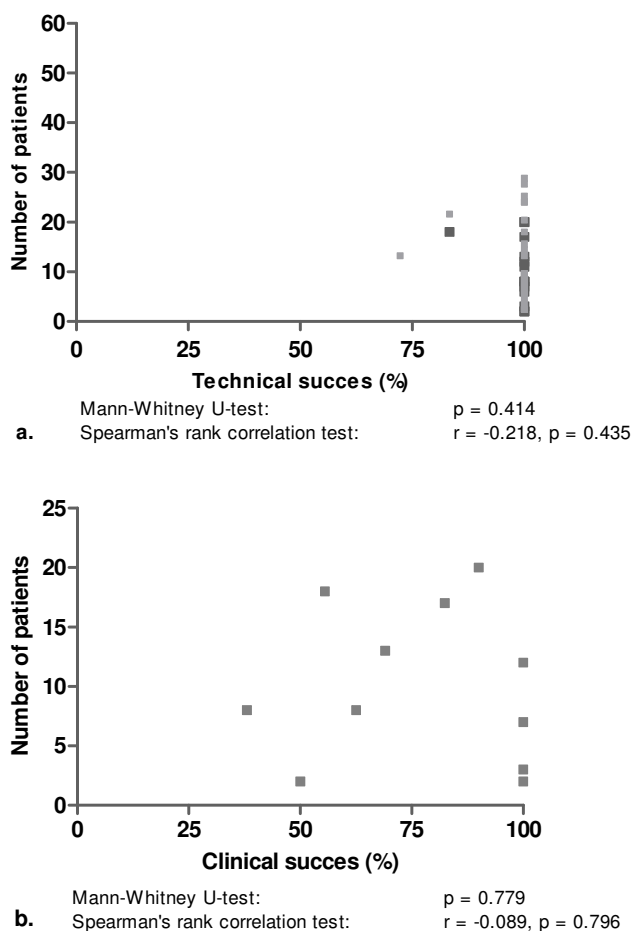 60
50
40
30
20
10
0
Number of patients
0 25 50 75 100
Technical succes (%)
Mann-Whitney U-test: p = 0.414
a. Spearman's rank correlation test: r = -0.218, p = 0.435
25
20
15
10
5
0
Number of patients
0 25 50 75 100
Clinical succes (%)
Mann-Whitney U-test: p = 0.779
b. Spearman's rank correlation test: r = -0.089, p = 0.796